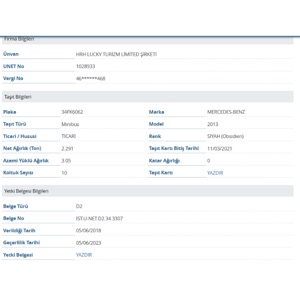 Firma Bilgileri
Ünvan HRH LUCKY TURİZM LİMİTED ŞİRKETİ
UNET No 1028933
Vergi No 46******468
Taşıt Bilgileri
Plaka 34PX6062 Marka MERCEDES-BENZ
Taşıt Türü Minibüs Model 2013
Ticari / Hususi TİCARİ Renk SİYAH (Obsidien)
Net Ağırlık (Ton) 2.291 Taşıt Kartı Bitiş Tarihi 11/03/2021
Azami Yüklü Ağırlık 3.05 Katar Ağırlığı 0
Koltuk Sayısı 10 Taşıt Kartı YAZDIR
Yetki Belgesi Bilgileri
Belge Türü D2
Belge No İST.U-NET.D2.34.3307
Verildiği Tarih 05/06/2018
Geçerlilik Tarihi 05/06/2023
Yetki Belgesi YAZDIR